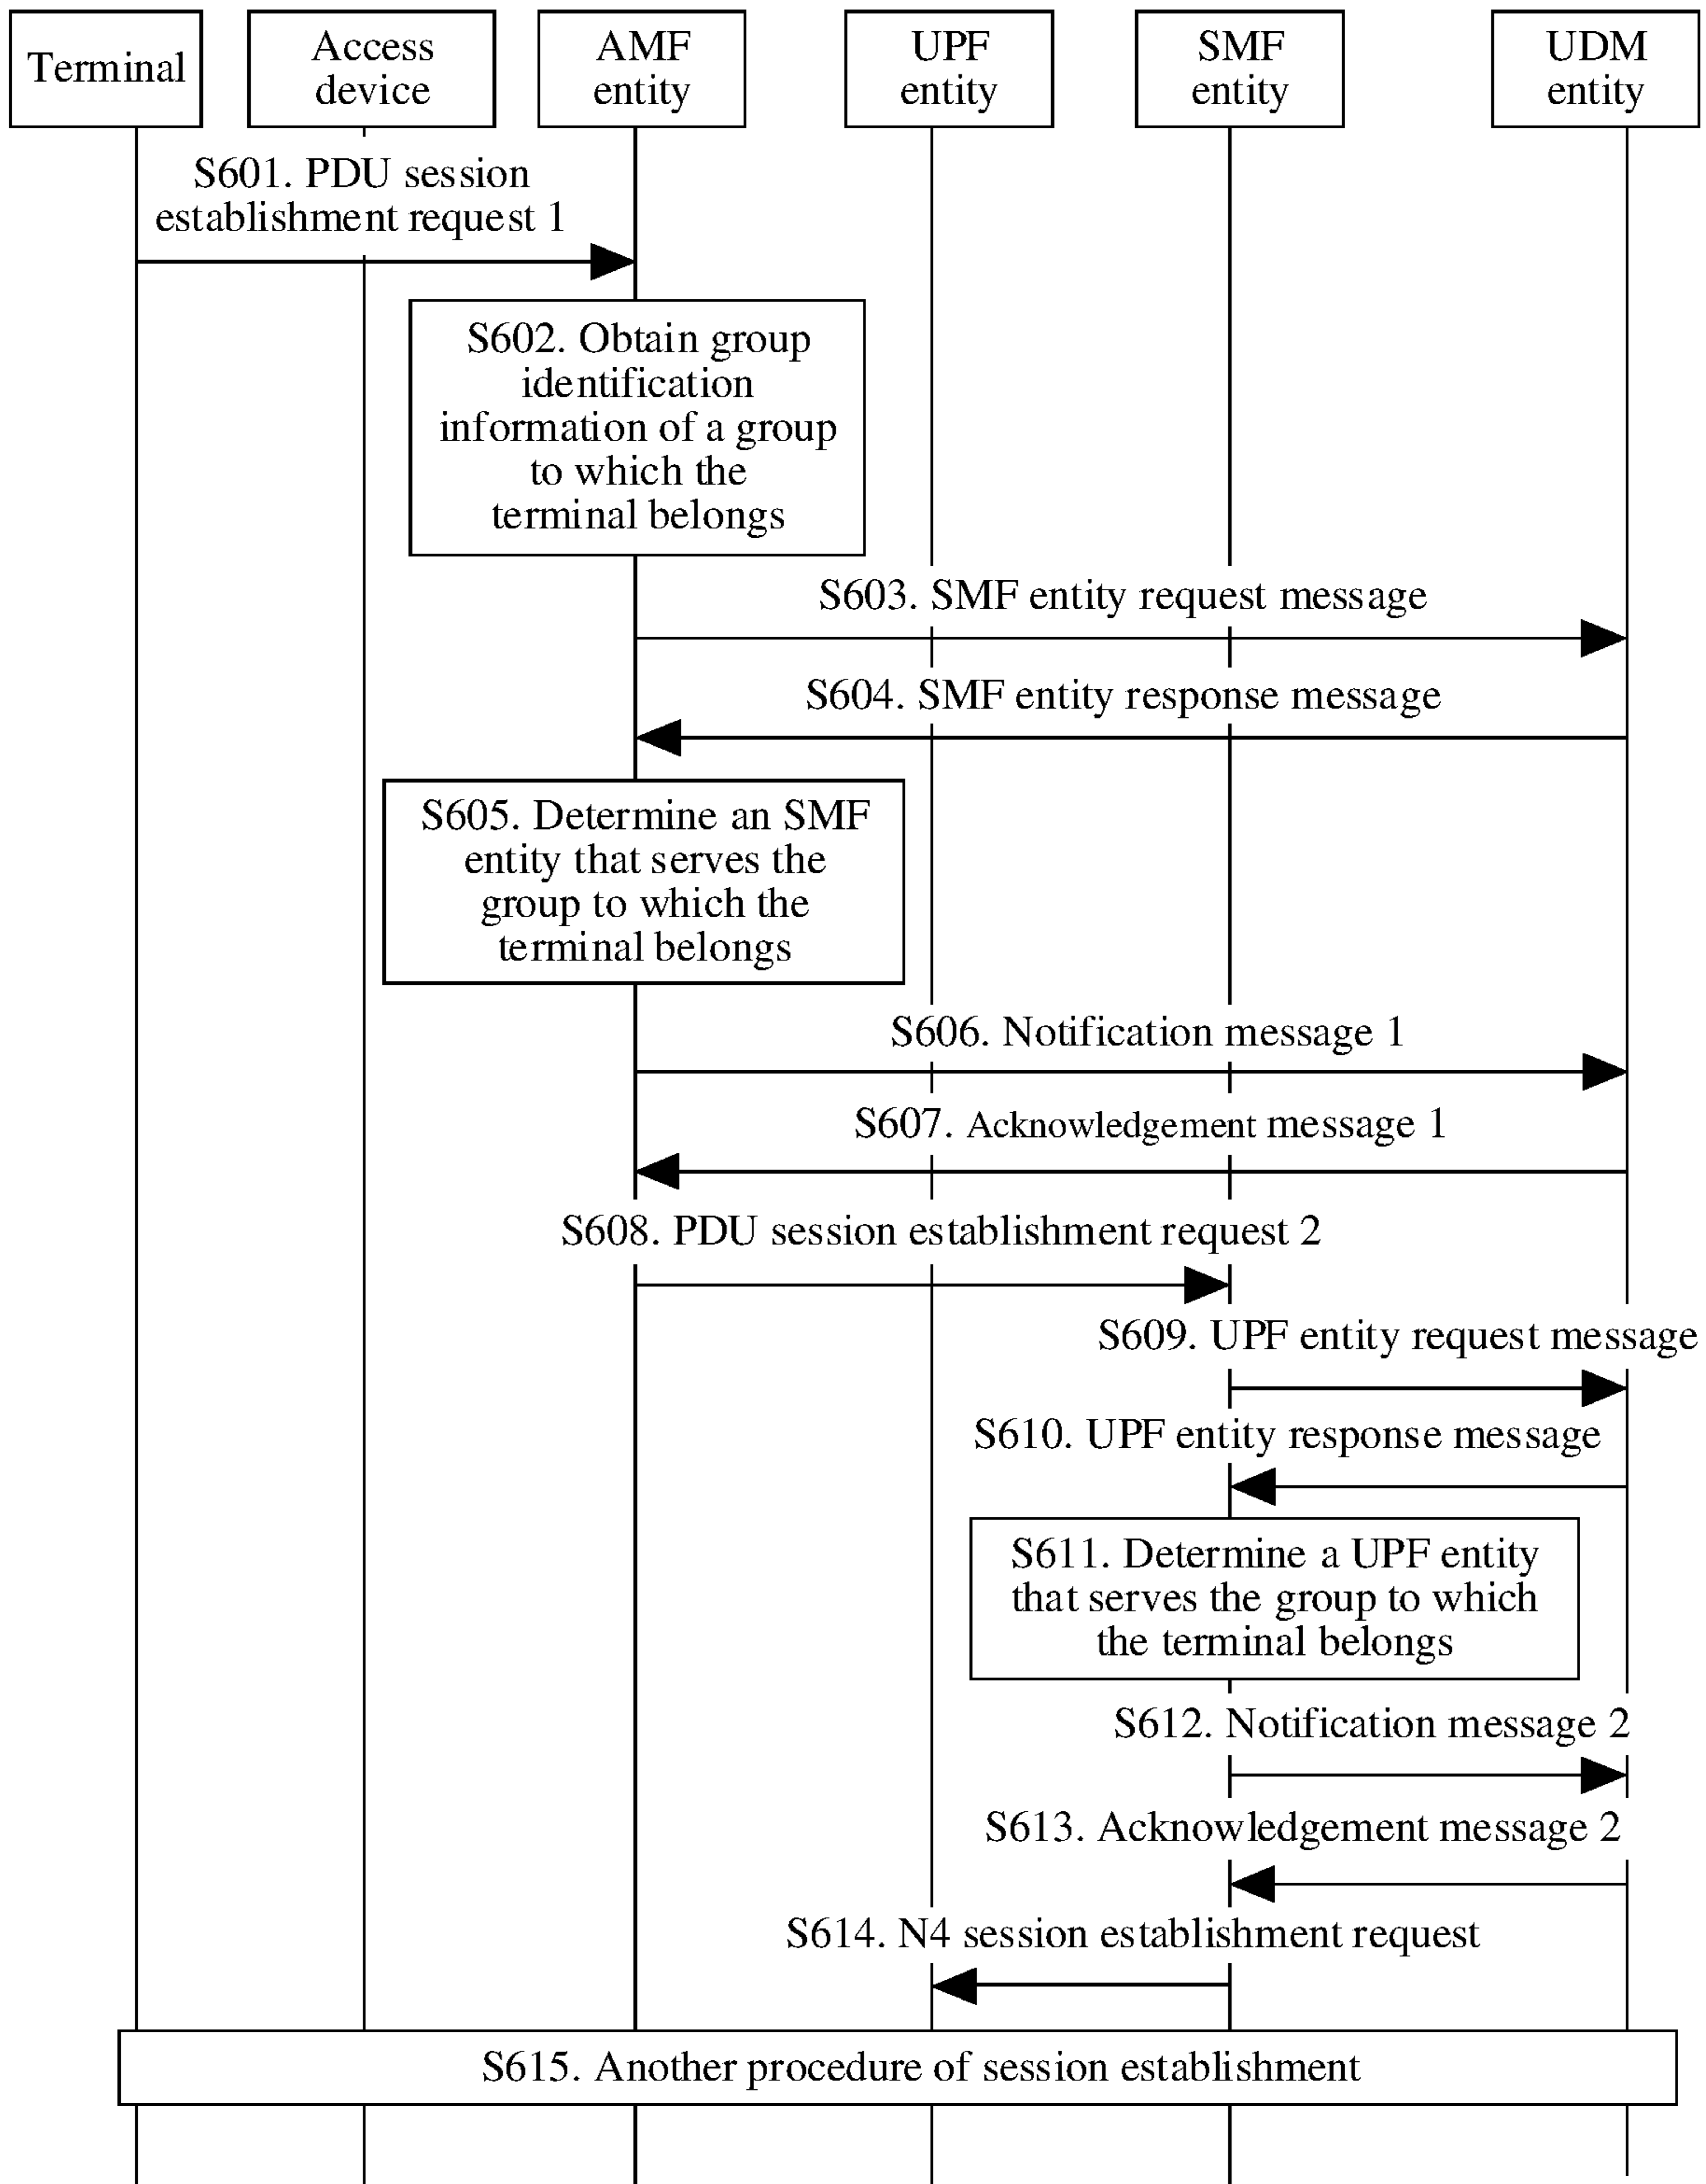 Terminal
Access
device
AMF
entity
UPF
entity
SMF
entity
UDM
entity
S601. PDU session
establishment request 1
S602. Obtain group
identification
information of a group
to which the
terminal belongs
S603. SMF entity request message
S604. SMF entity response message
S605. Determine an SMF
entity that serves the
group to which the
terminal belongs
S606. Notification message 1
S607. Acknowledgement message 1
S608. PDU session establishment request 2
S609. UPF entity request message
S610. UPF entity response message
S611. Determine a UPF entity
that serves the group to which
the terminal belongs
S612. Notification message 2
S613. Acknowledgement message 2
S614. N4 session establishment request
S615. Another procedure of session establishment